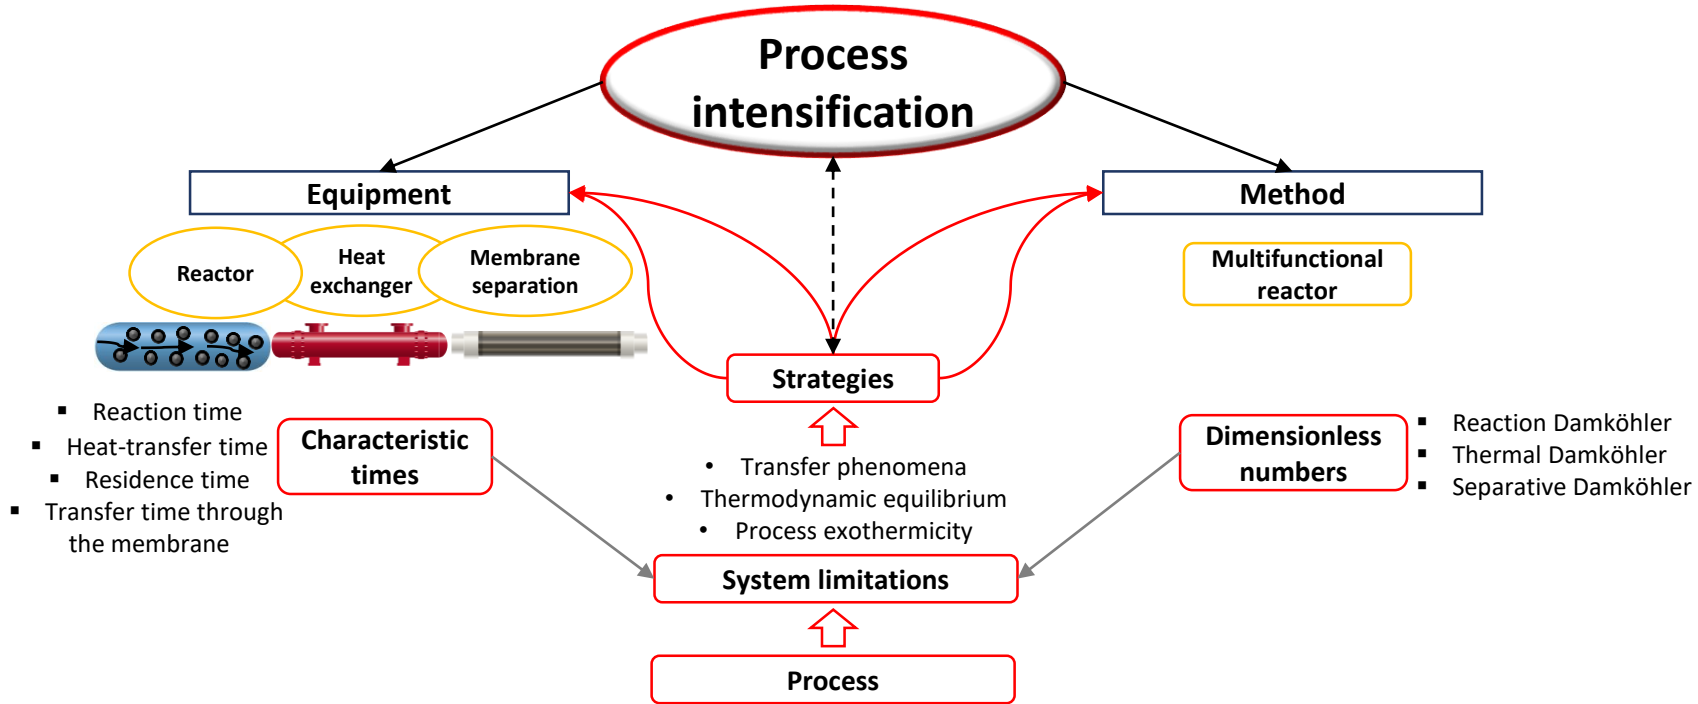 Process
intensification
Equipment
Method
Reactor
Heat
exchanger
Membrane
separation
Multifunctional
reactor
Strategies
▪ Reaction time
▪ Heat-transfer time
▪ Residence time
▪ Transfer time through
the membrane
Characteristic
times
• Transfer phenomena
• Thermodynamic equilibrium
• Process exothermicity
Dimensionless
numbers
▪ Reaction Damköhler
▪ Thermal Damköhler
▪ Separative Damköhler
System limitations
Process